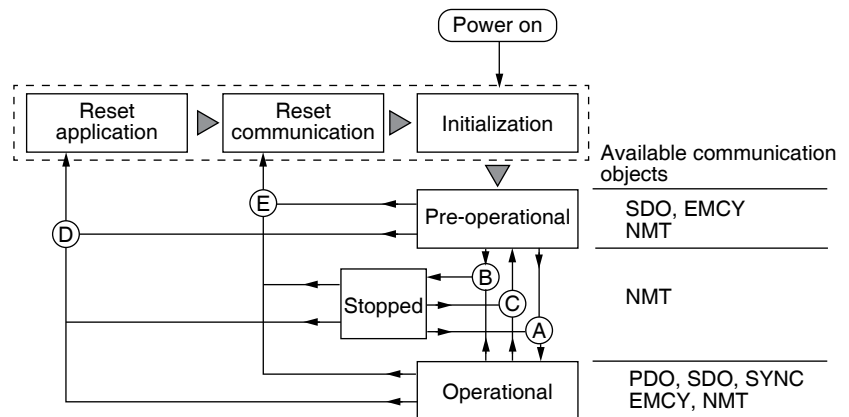 Power on
Reset
application
Reset
communication
Initialization
Available communication
objects
E
Pre-operational
SDO, EMCY
NMT
D
B
Stopped
C
NMT
A
Operational
PDO, SDO, SYNC
EMCY, NMT